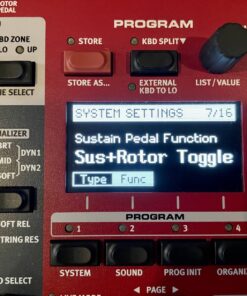 ROTOR
PEDAL
PROGRAM
KBD ZONE
LO
UP
STORE
KBD SPLIT▼
STORE AS...
EXTERNAL
KBD TO LO
LIST / VALUE
SELECT
SYSTEM SETTINGS 7/16
Sustain Pedal Function
Sus+Rotor Toggle
Type Func
BRT
MID
SOFT
DYN1
DYN2
SOFT REL
STRING RES
SELECT
PROGRAM
1
2
3
4
SYSTEM
SOUND
PROG INIT
◄ PAGE ►